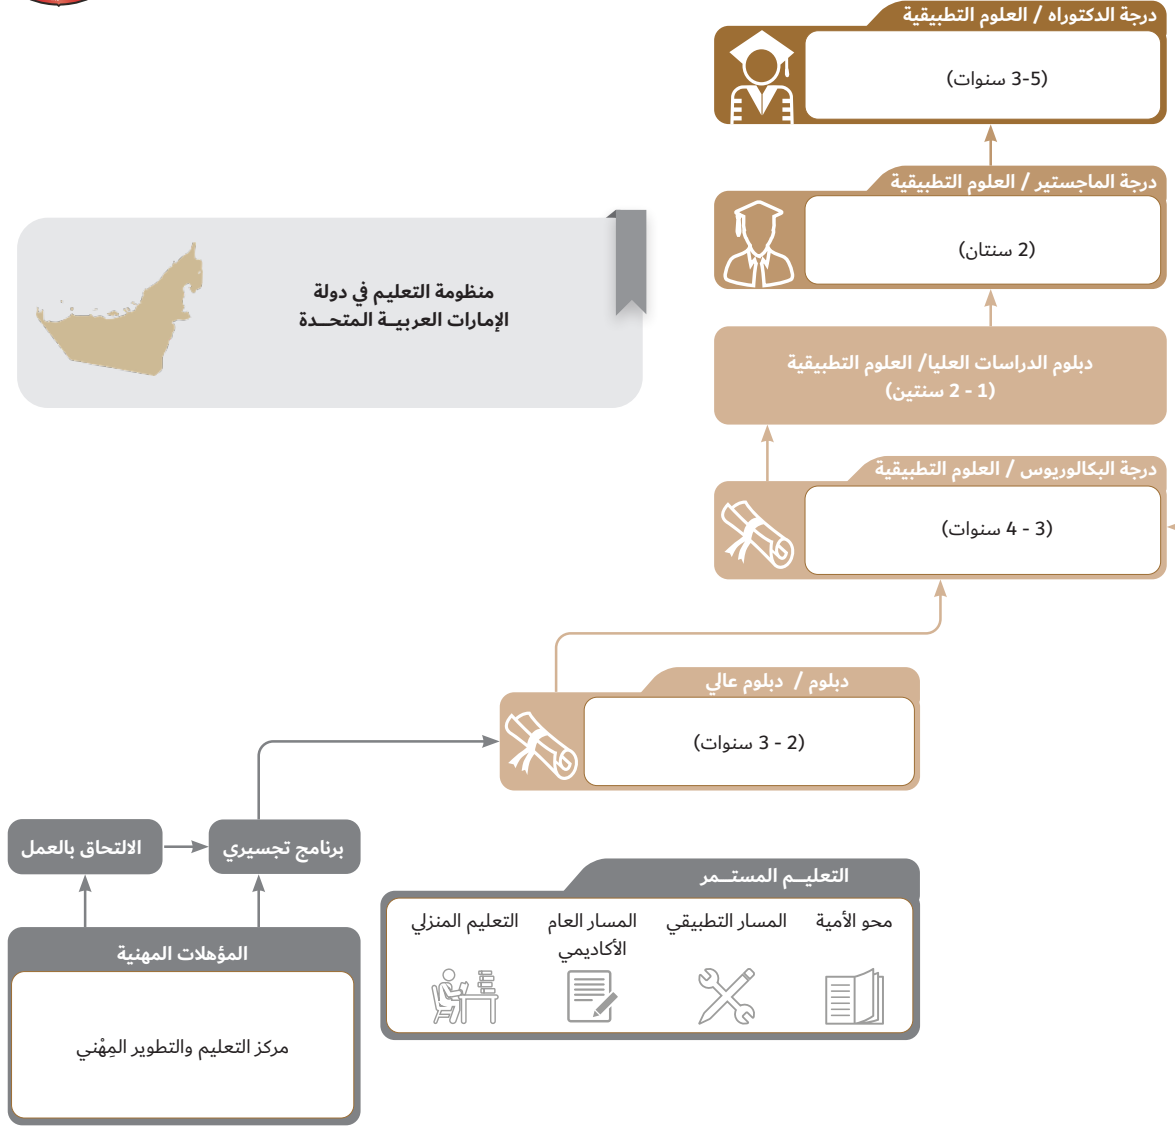 درجة الدكتوراه / العلوم التطبيقية
(3-5 سنوات)
درجة الماجستير / العلوم التطبيقية
(2 سنتان)
منظومة التعليم في دولة
الإمارات العربيــة المتحــدة
دبلوم الدراسات العليا/ العلوم التطبيقية
(1 - 2 سنتين)
درجة البكالوريوس / العلوم التطبيقية
(3 - 4 سنوات)
دبلوم / دبلوم عالي
(2 - 3 سنوات)
برنامج تجسيري
الالتحاق بالعمل
التعليــم المستــمر
محو الأمية
المسار التطبيقي
المسار العام
الأكاديمي
التعليم المنزلي
المؤهلات المهنية
مركز التعليم والتطوير المِهْني